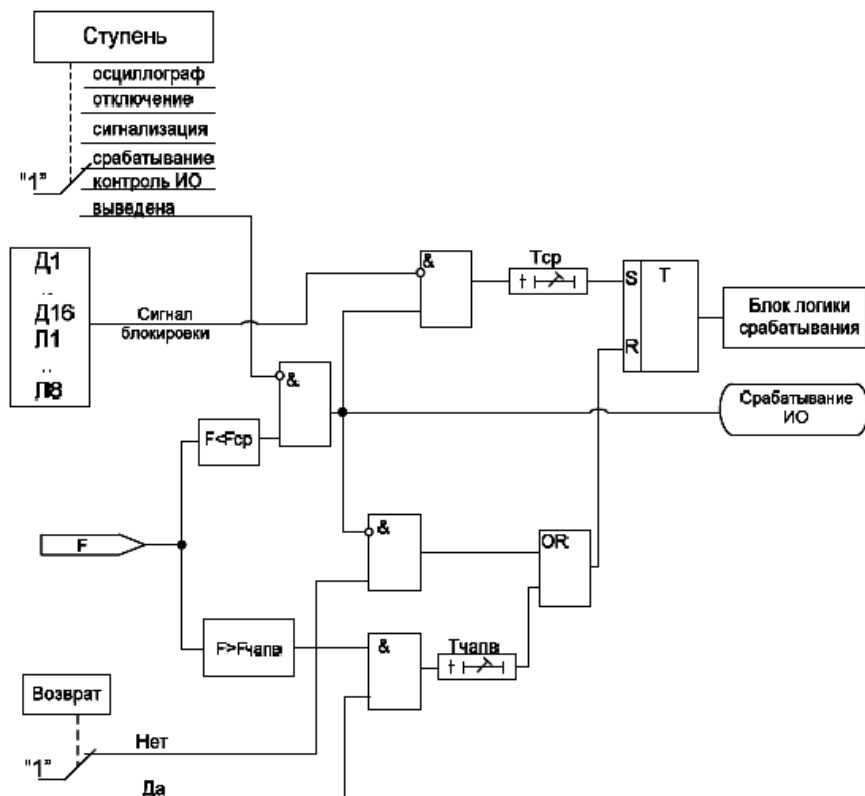 Ступень
осциллограф
отключение
сигнализация
срабатывание
"1"
контроль ИО
выведена
Д1
..
Д16
Л1
..
Л8
Сигнал
блокировки
&
Тср
S
T
R
Блок логики
срабатывания
&
F<Fср
Срабатывание
ИО
F
&
OR
F>Fчапв
&
Тчапв
Возврат
"1"
Нет
Да